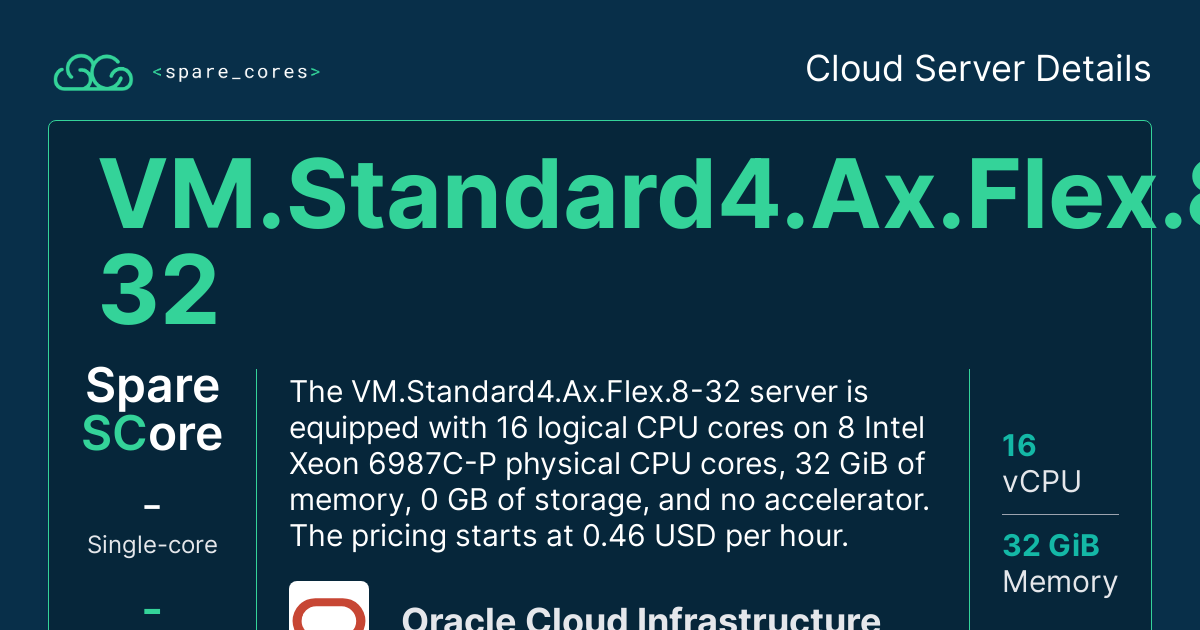 <spare_cores>
Cloud Server Details
VM.Standard4.Ax.Flex.8
32
Spare
SCore
The VM.Standard4.Ax.Flex.8-32 server is
equipped with 16 logical CPU cores on 8 Intel
Xeon 6987C-P physical CPU cores, 32 GiB of
memory, 0 GB of storage, and no accelerator.
The pricing starts at 0.46 USD per hour.
–
Single-core
–
16
vCPU
32 GiB
Memory
Oracle Cloud Infrastructure